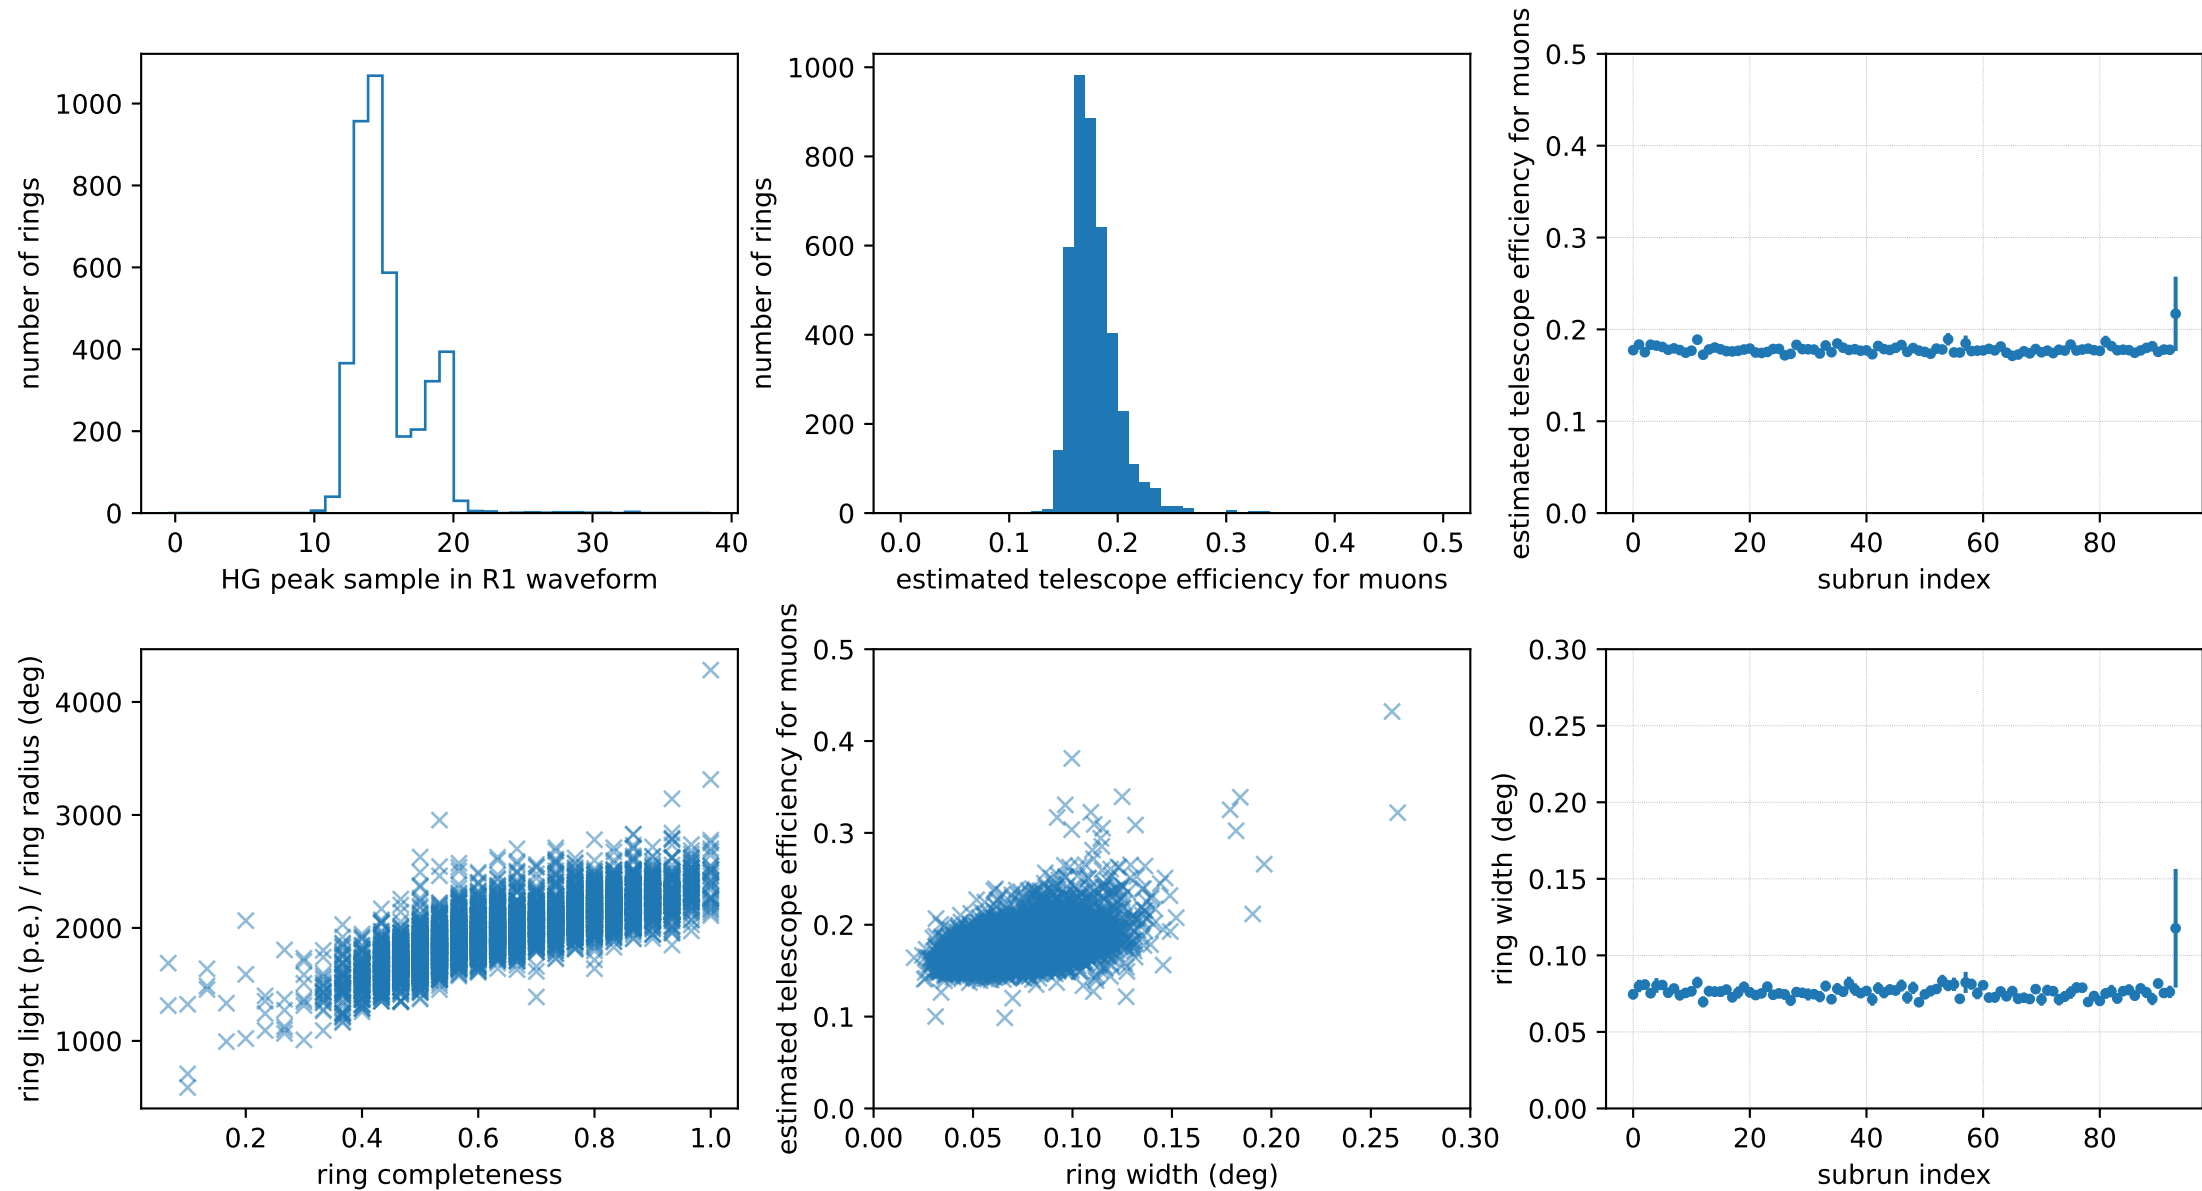 number of rings
1000
800
600
400
200
0
0 10 20 30 40
HG peak sample in R1 waveform
number of rings
1000
800
600
400
200
0
0.0 0.1 0.2 0.3 0.4 0.5
estimated telescope efficiency for muons
estimated telescope efficiency for muons
0.5
0.4
0.3
0.2
0.1
0.0
0 20 40 60 80
subrun index
ring light (p.e.) / ring radius (deg)
4000
3000
2000
1000
0.2 0.4 0.6 0.8 1.0
ring completeness
estimated telescope efficiency for muons
0.5
0.4
0.3
0.2
0.1
0.0
0.00 0.05 0.10 0.15 0.20 0.25 0.30
ring width (deg)
ring width (deg)
0.30
0.25
0.20
0.15
0.10
0.05
0.00
0 20 40 60 80
subrun index